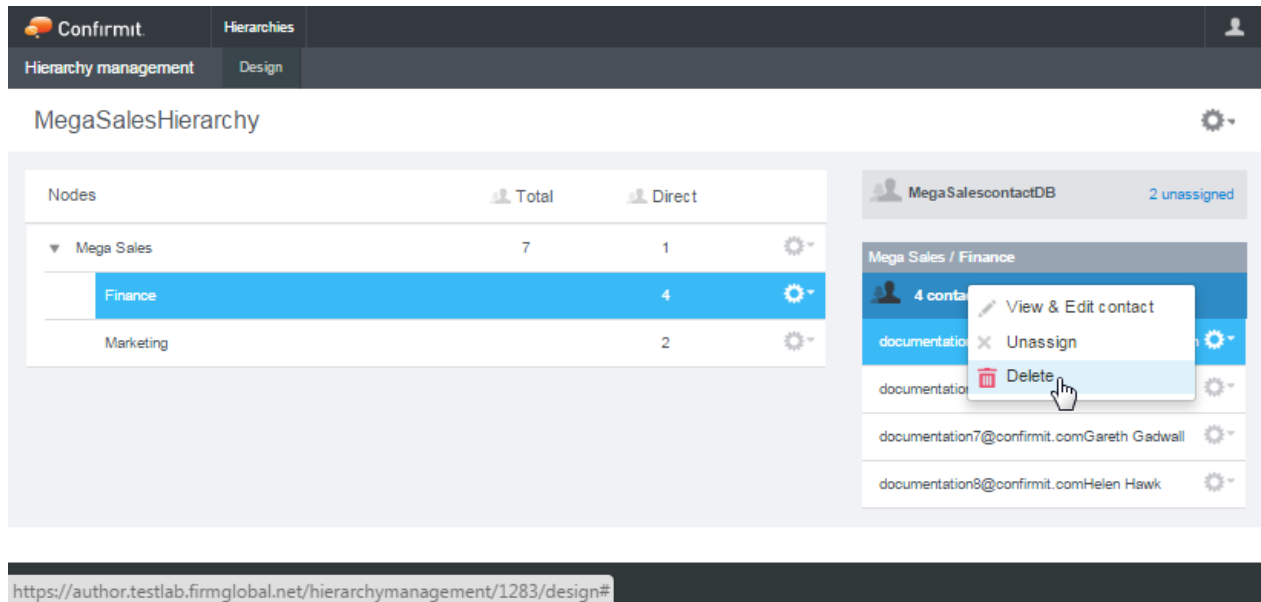 Confirmit. Hierarchies
Hierarchy management Design
MegaSalesHierarchy
Nodes Total Direct
MegaSalescontactDB 2 unassigned
Mega Sales 7 1
Mega Sales / Finance
Finance 4
4 conta
View & Edit contact
Marketing 2
documentation
Unassign
Delete
documentation
documentation7@confirmit.comGareth Gadwall
documentation8@confirmit.comHelen Hawk
https://author.testlab.firmglobal.net/hierarchymanagement/1283/design#